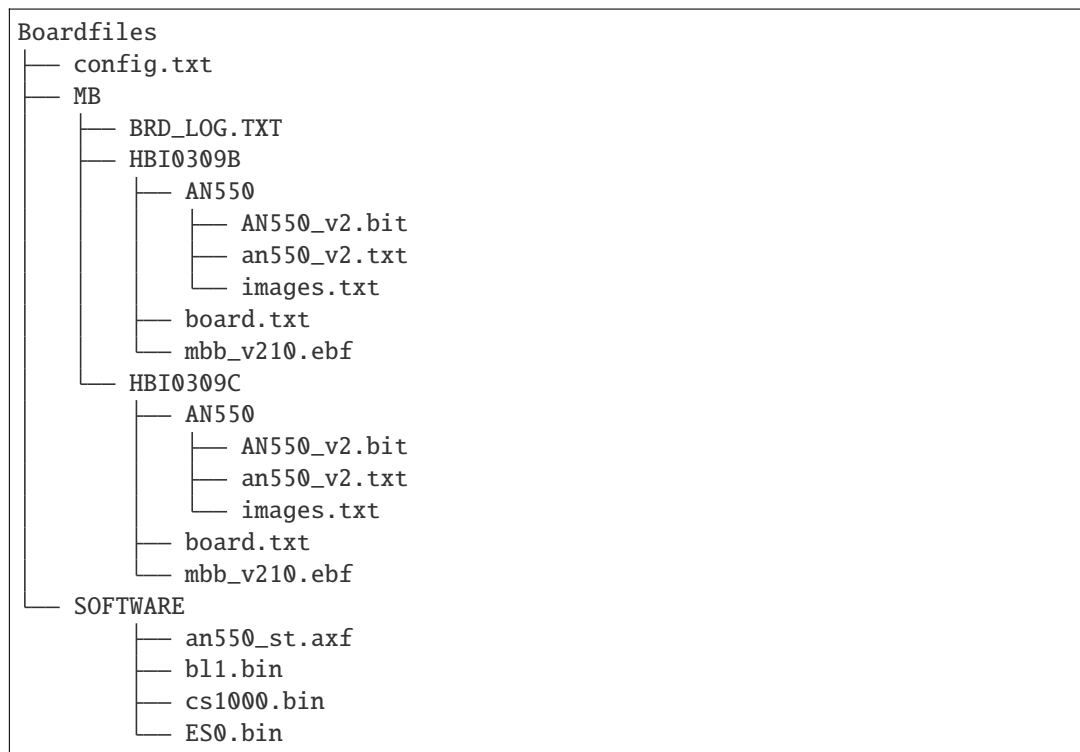 Boardfiles
├── config.txt
├── MB
│   ├── BRD_LOG.TXT
│   ├── HBI0309B
│   │   ├── AN550
│   │   │   ├── AN550_v2.bit
│   │   │   ├── an550_v2.txt
│   │   │   └── images.txt
│   │   ├── board.txt
│   │   └── mbb_v210.ebf
│   └── HBI0309C
│       ├── AN550
│       │   ├── AN550_v2.bit
│       │   ├── an550_v2.txt
│       │   └── images.txt
│       ├── board.txt
│       └── mbb_v210.ebf
└── SOFTWARE
        ├── an550_st.axf
        ├── bl1.bin
        ├── cs1000.bin
        └── ES0.bin